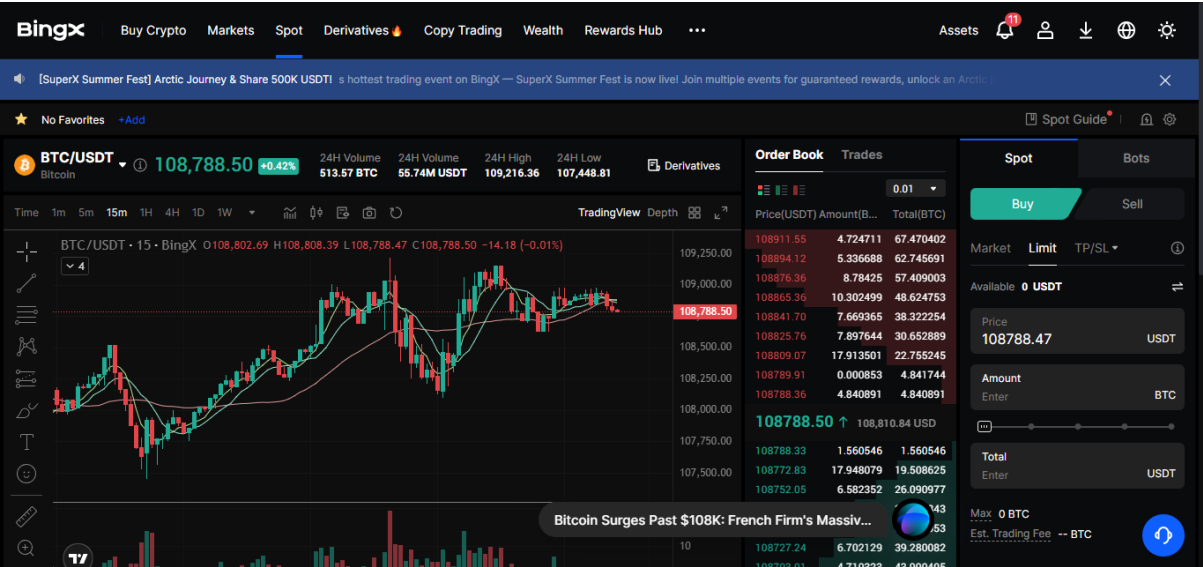 BingX Buy Crypto Markets Spot Derivatives Copy Trading Wealth Rewards Hub ••• Assets 11
[SuperX Summer Fest] Arctic Journey & Share 500K USDT! s hottest trading event on BingX — SuperX Summer Fest is now live! Join multiple events for guaranteed rewards, unlock an Arctic
No Favorites +Add Spot Guide
BTC/USDT
Bitcoin
108,788.50 +0.42%
24H Volume
513.57 BTC
24H Volume
55.74M USDT
24H High
109,216.36
24H Low
107,448.81
Derivatives
Time 1m 5m 15m 1H 4H 1D 1W
TradingView Depth
BTC/USDT · 15 · BingX O108,802.69 H108,808.39 L108,788.47 C108,788.50 −14.18 (−0.01%)
4
109,250.00
109,000.00
108,788.50
108,500.00
108,250.00
108,000.00
107,750.00
107,500.00
10
Order Book Trades
0.01
Price(USDT) Amount(B... Total(BTC)
108911.55 4.724711 67.470402
108894.12 5.336688 62.745691
108876.36 8.78425 57.409003
108865.36 10.302499 48.624753
108841.70 7.669365 38.322254
108825.76 7.897644 30.652889
108809.07 17.913501 22.755245
108789.91 0.000853 4.841744
108788.36 4.840891 4.840891
108788.50 ↑ 108,810.84 USD
108788.33 1.560546 1.560546
108772.83 17.948079 19.508625
108752.05 6.582352 26.090977
943
53
108727.24 6.702129 39.280082
Bitcoin Surges Past $108K: French Firm's Massiv...
Spot Bots
Buy Sell
Market Limit TP/SL
Available 0 USDT
Price
108788.47 USDT
Amount
Enter BTC
Total
Enter USDT
Max 0 BTC
Est. Trading Fee -- BTC